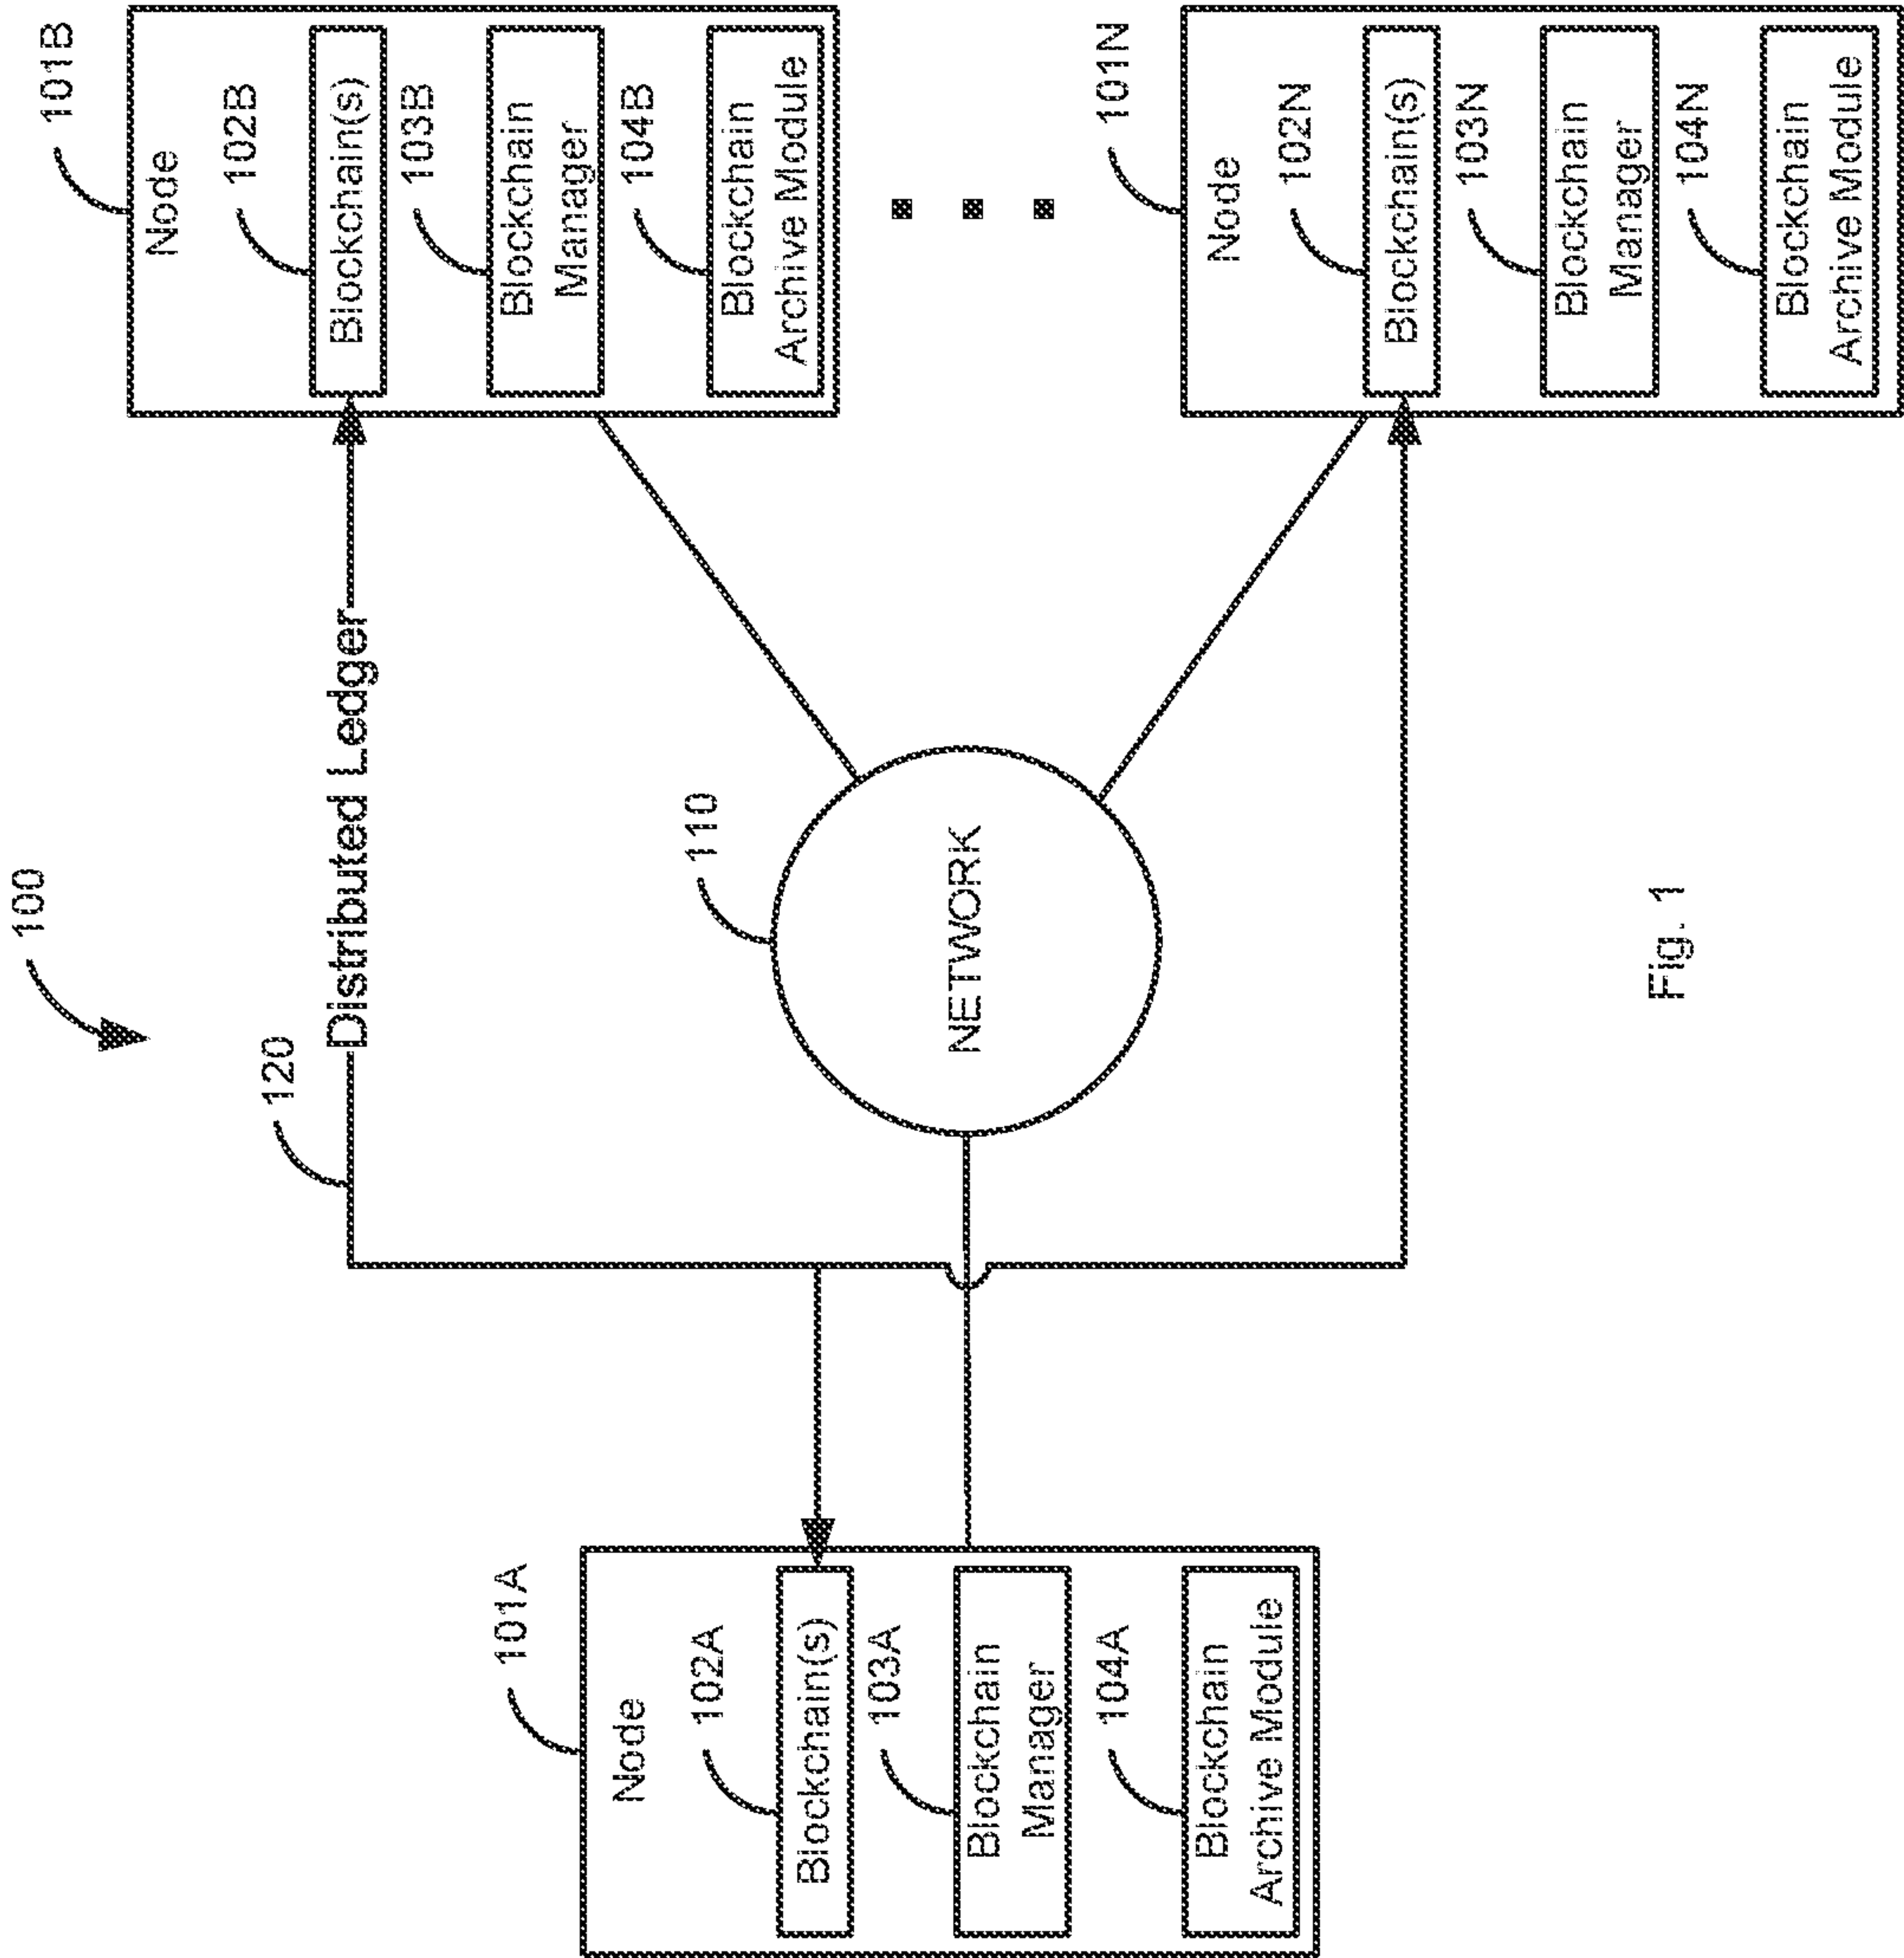 100
120
Distributed Ledger
110
NETWORK
101A
Node
102A
Blockchain(s)
103A
Blockchain
Manager
104A
Blockchain
Archive Module
101B
Node
102B
Blockchain(s)
103B
Blockchain
Manager
104B
Blockchain
Archive Module
101N
Node
102N
Blockchain(s)
103N
Blockchain
Manager
104N
Blockchain
Archive Module
Fig. 1